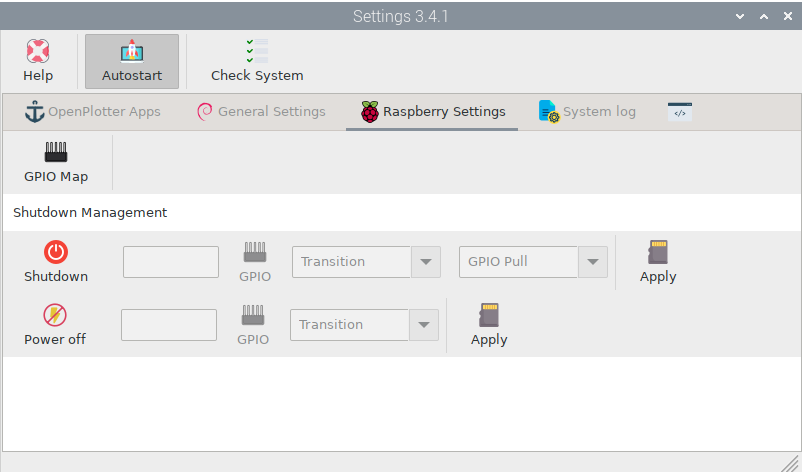 Settings 3.4.1
Help Autostart Check System
OpenPlotter Apps General Settings Raspberry Settings System log </>
GPIO Map
Shutdown Management
Shutdown GPIO Transition GPIO Pull Apply
Power off GPIO Transition Apply